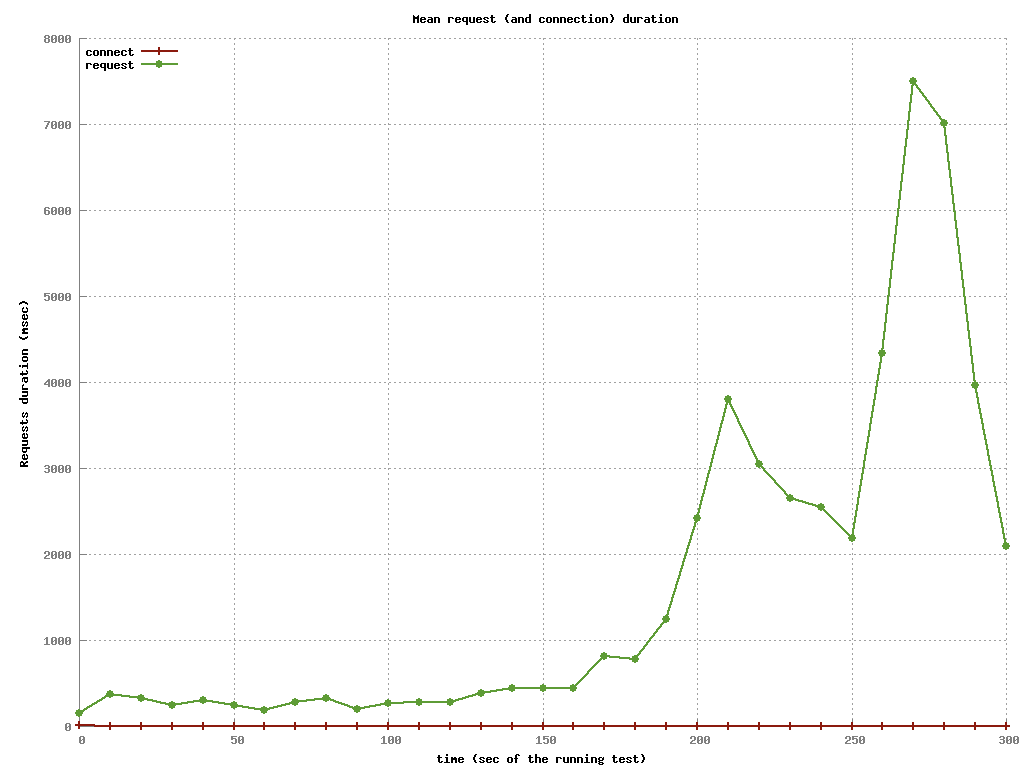 Mean request (and connection) duration
8000
connect
request
7000
6000
5000
4000
3000
2000
1000
0
Requests duration (msec)
0 50 100 150 200 250 300
time (sec of the running test)